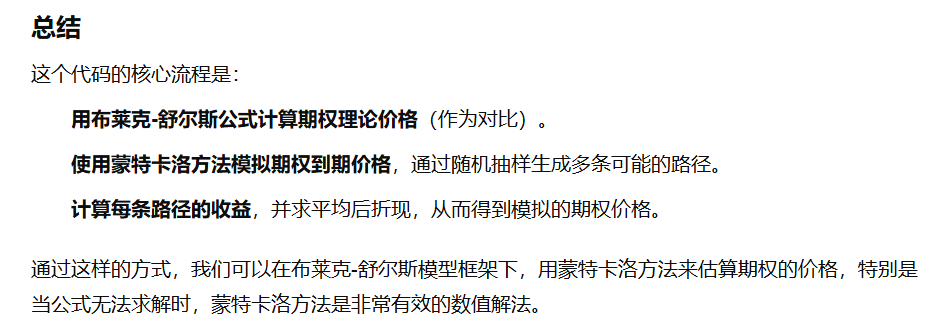 总结
这个代码的核心流程是：
用布莱克-舒尔斯公式计算期权理论价格（作为对比）。
使用蒙特卡洛方法模拟期权到期价格，通过随机抽样生成多条可能的路径。
计算每条路径的收益，并求平均后折现，从而得到模拟的期权价格。
通过这样的方式，我们可以在布莱克-舒尔斯模型框架下，用蒙特卡洛方法来估算期权的价格，特别是
当公式无法求解时，蒙特卡洛方法是非常有效的数值解法。